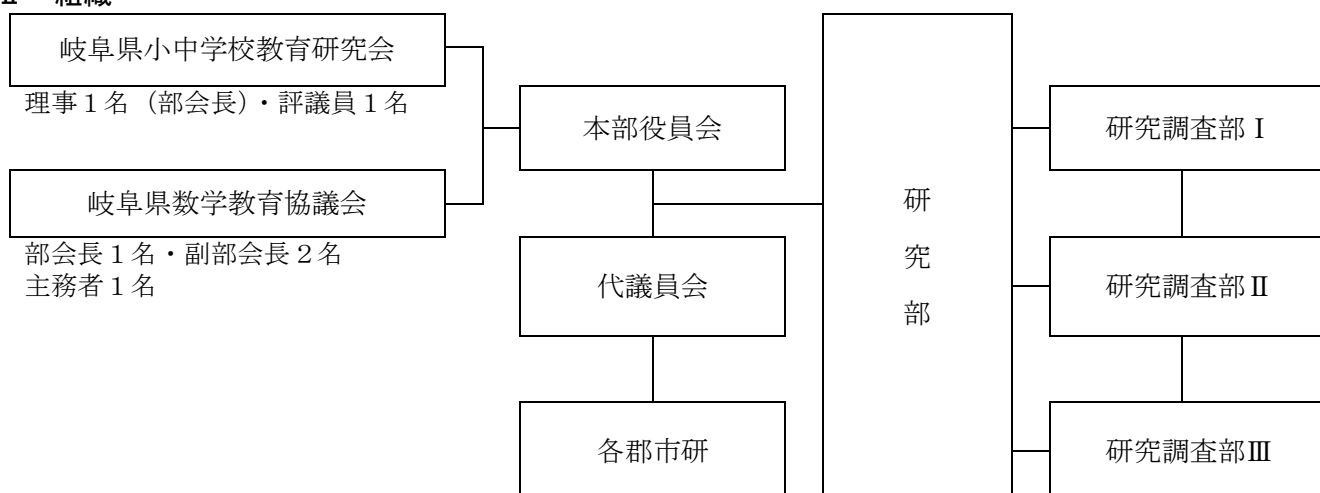 Ⅱ 組織
岐阜県小中学校教育研究会
理事１名（部会長）・評議員１名
岐阜県数学教育協議会
部会長１名・副部会長２名
主務者１名
本部役員会
代議員会
各郡市研
研究部
研究調査部Ⅰ
研究調査部Ⅱ
研究調査部Ⅲ